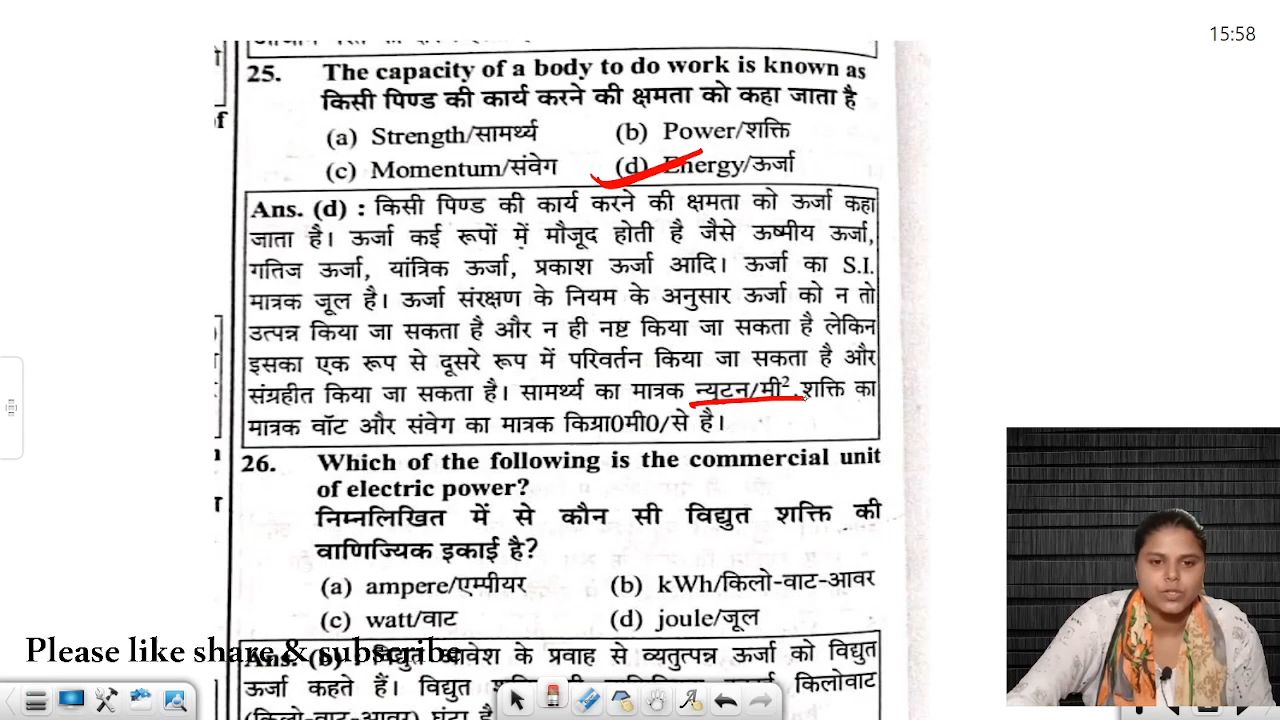 15:58
25. The capacity of a body to do work is known as
किसी पिण्ड की कार्य करने की क्षमता को कहा जाता है
(a) Strength/सामर्थ्य (b) Power/शक्ति
(c) Momentum/संवेग (d) Energy/ऊर्जा
Ans. (d) : किसी पिण्ड की कार्य करने की क्षमता को ऊर्जा कहा
जाता है। ऊर्जा कई रूपों में मौजूद होती है जैसे ऊष्मीय ऊर्जा,
गतिज ऊर्जा, यांत्रिक ऊर्जा, प्रकाश ऊर्जा आदि। ऊर्जा का S.I.
मात्रक जूल है। ऊर्जा संरक्षण के नियम के अनुसार ऊर्जा को न तो
उत्पन्न किया जा सकता है और न ही नष्ट किया जा सकता है लेकिन
इसका एक रूप से दूसरे रूप में परिवर्तन किया जा सकता है और
संग्रहीत किया जा सकता है। सामर्थ्य का मात्रक न्यूटन/मी², शक्ति का
मात्रक वॉट और संवेग का मात्रक किग्रा0मी0/से है।
26. Which of the following is the commercial unit
of electric power?
निम्नलिखित में से कौन सी विद्युत शक्ति की
वाणिज्यिक इकाई है?
(a) ampere/एम्पीयर (b) kWh/किलो-वाट-आवर
(c) watt/वाट (d) joule/जूल
Please like share & subscribe
Ans. (b) : विद्युत आवेश के प्रवाह से व्यतुत्पन्न ऊर्जा को विद्युत
ऊर्जा कहते हैं। विद्युत किलोवाट
(किलो-वाट-आवर) घंटा है